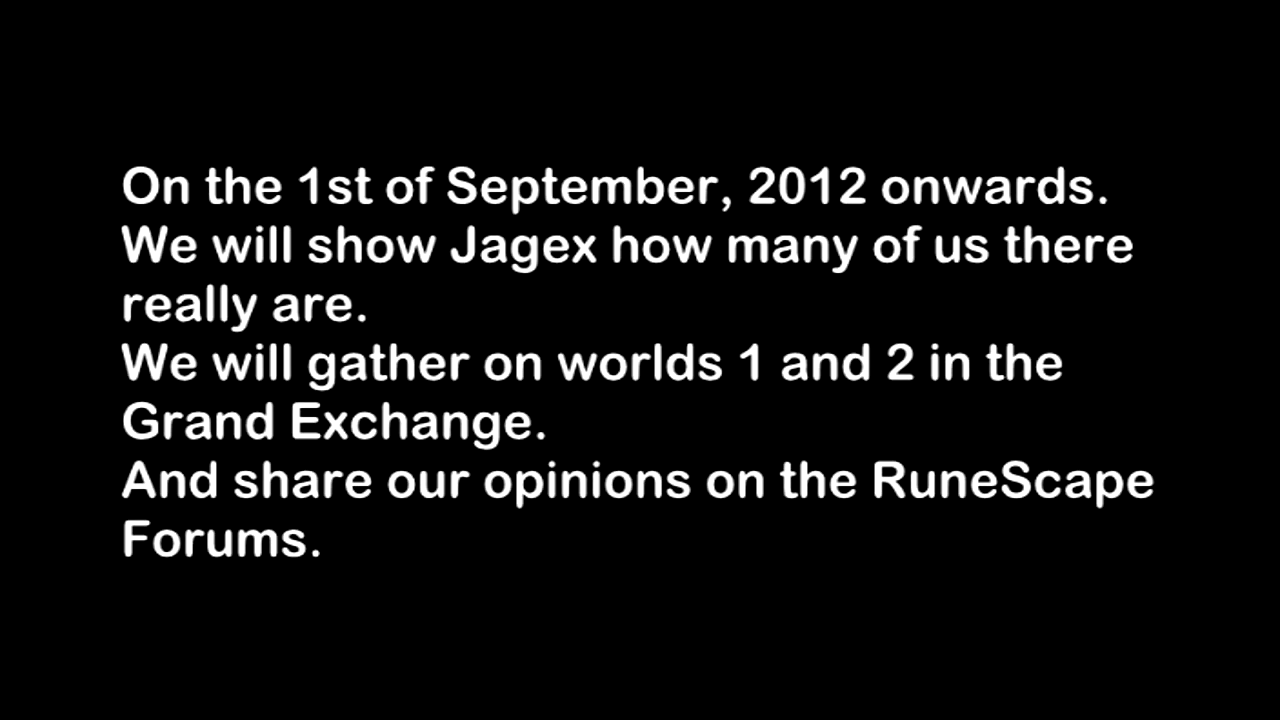 On the 1st of September, 2012 onwards.
We will show Jagex how many of us there
really are.
We will gather on worlds 1 and 2 in the
Grand Exchange.
And share our opinions on the RuneScape
Forums.